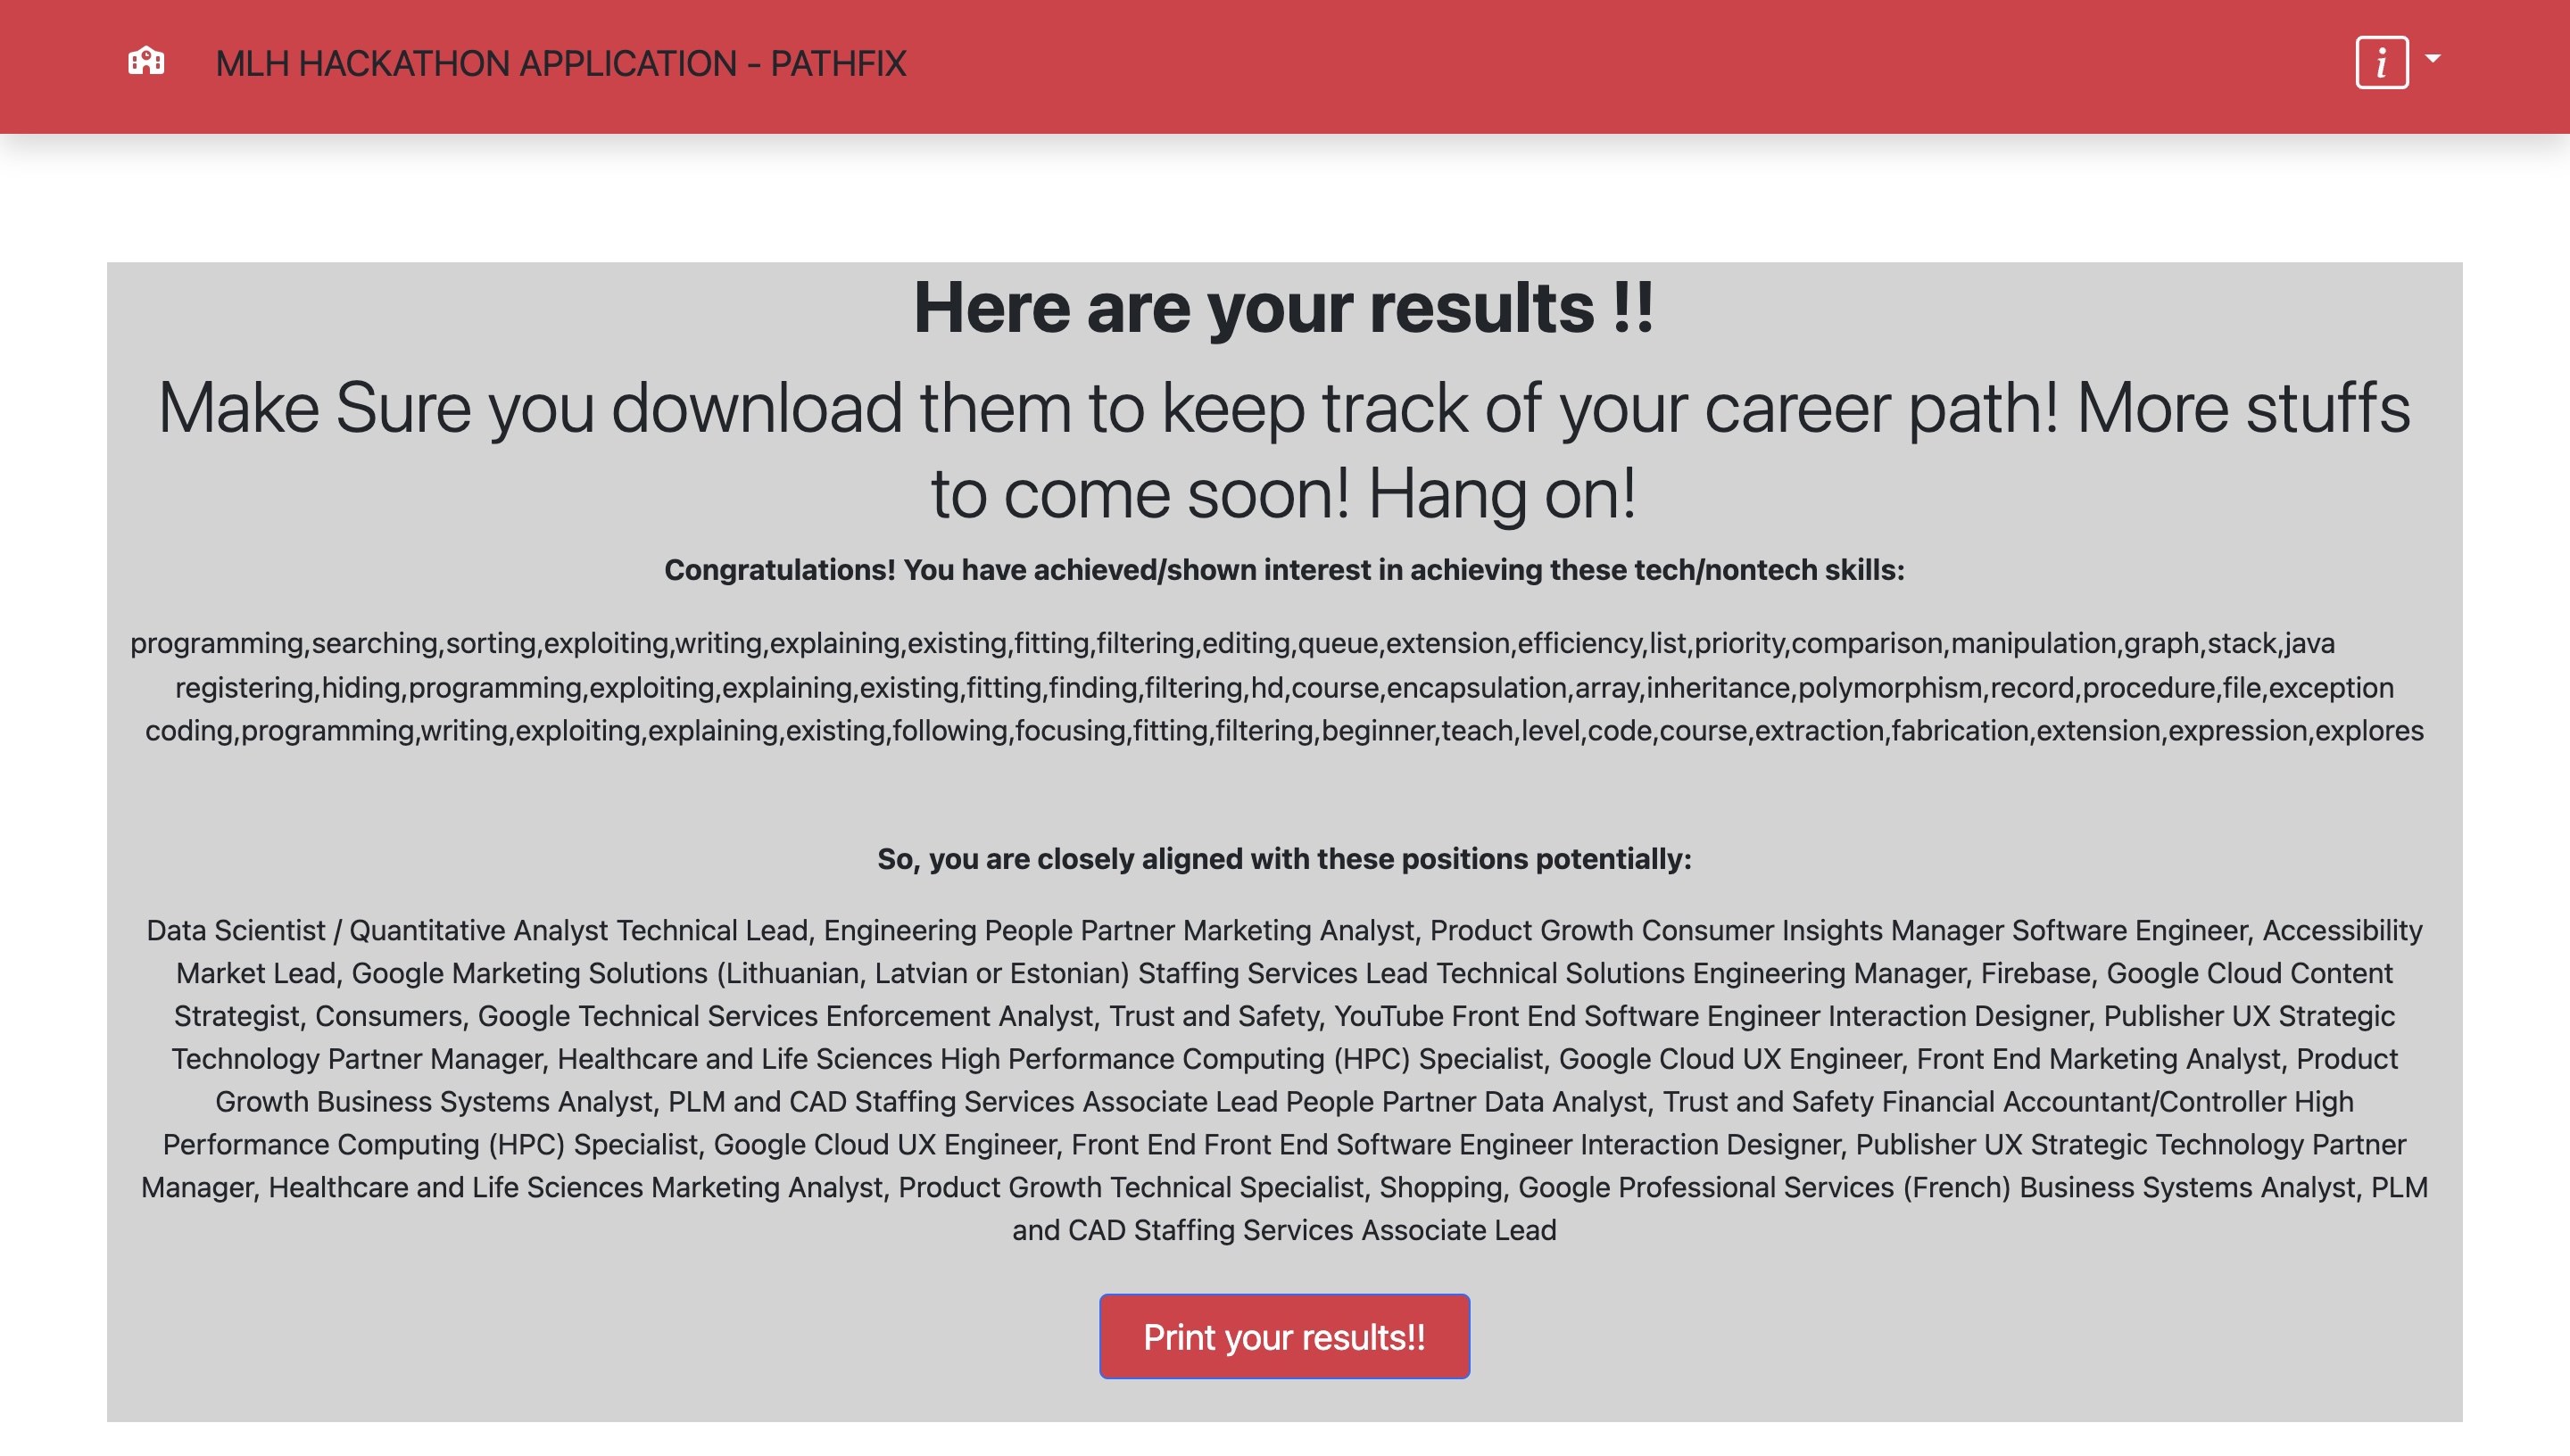 MLH HACKATHON APPLICATION - PATHFIX
i
Here are your results !!
Make Sure you download them to keep track of your career path! More stuffs
to come soon! Hang on!
Congratulations! You have achieved/shown interest in achieving these tech/nontech skills:
programming,searching,sorting,exploiting,writing,explaining,existing,fitting,filtering,editing,queue,extension,efficiency,list,priority,comparison,manipulation,graph,stack,java
registering,hiding,programming,exploiting,explaining,existing,fitting,finding,filtering,hd,course,encapsulation,array,inheritance,polymorphism,record,procedure,file,exception
coding,programming,writing,exploiting,explaining,existing,following,focusing,fitting,filtering,beginner,teach,level,code,course,extraction,fabrication,extension,expression,explores
So, you are closely aligned with these positions potentially:
Data Scientist / Quantitative Analyst Technical Lead, Engineering People Partner Marketing Analyst, Product Growth Consumer Insights Manager Software Engineer, Accessibility
Market Lead, Google Marketing Solutions (Lithuanian, Latvian or Estonian) Staffing Services Lead Technical Solutions Engineering Manager, Firebase, Google Cloud Content
Strategist, Consumers, Google Technical Services Enforcement Analyst, Trust and Safety, YouTube Front End Software Engineer Interaction Designer, Publisher UX Strategic
Technology Partner Manager, Healthcare and Life Sciences High Performance Computing (HPC) Specialist, Google Cloud UX Engineer, Front End Marketing Analyst, Product
Growth Business Systems Analyst, PLM and CAD Staffing Services Associate Lead People Partner Data Analyst, Trust and Safety Financial Accountant/Controller High
Performance Computing (HPC) Specialist, Google Cloud UX Engineer, Front End Front End Software Engineer Interaction Designer, Publisher UX Strategic Technology Partner
Manager, Healthcare and Life Sciences Marketing Analyst, Product Growth Technical Specialist, Shopping, Google Professional Services (French) Business Systems Analyst, PLM
and CAD Staffing Services Associate Lead
Print your results!!